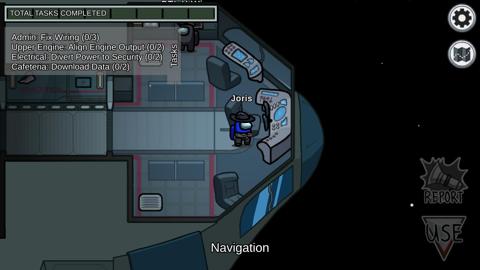 TOTAL TASKS COMPLETED
Admin: Fix Wiring (0/3)
Upper Engine: Align Engine Output (0/2)
Electrical: Divert Power to Security (0/2)
Cafeteria: Download Data (0/2)
Tasks
Joris
REPORT
USE
Navigation